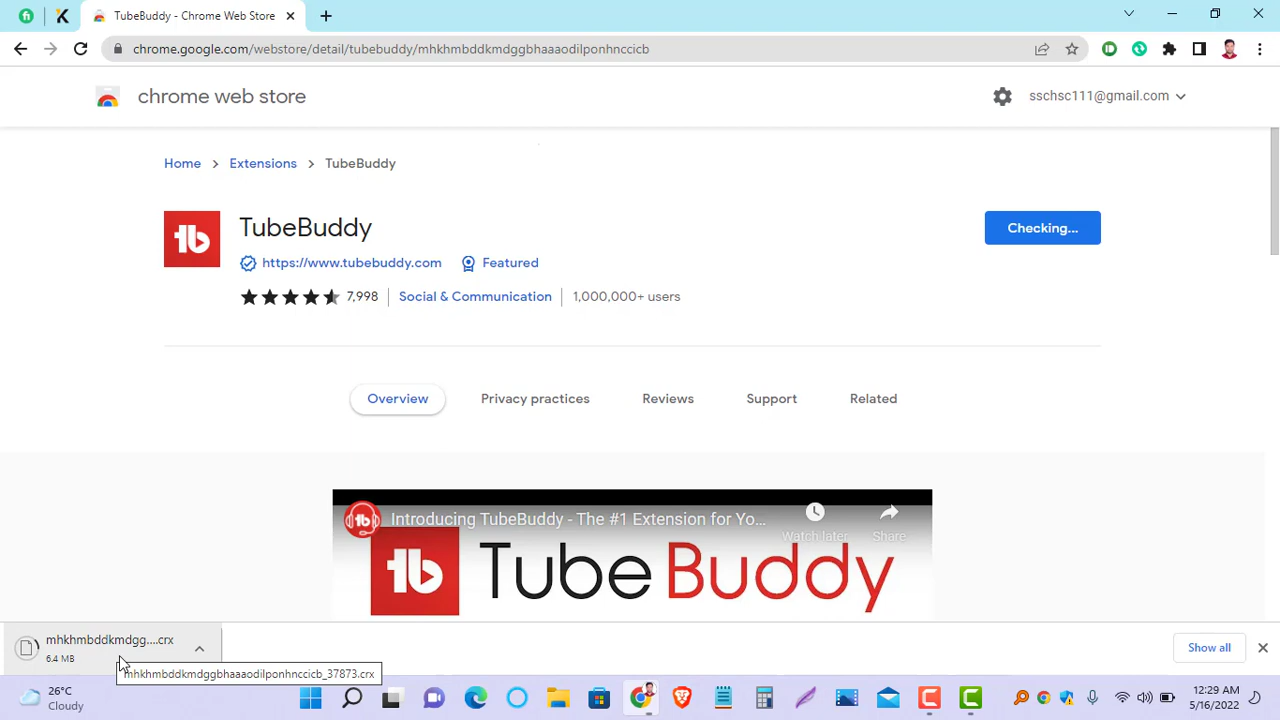 TubeBuddy - Chrome Web Store
chrome.google.com/webstore/detail/tubebuddy/mhkhmbddkmdggbhaaaodilponhnccicb
chrome web store
sschsc111@gmail.com
Home > Extensions > TubeBuddy
TubeBuddy
Checking...
https://www.tubebuddy.com Featured
7,998 Social & Communication 1,000,000+ users
Overview Privacy practices Reviews Support Related
Introducing TubeBuddy - The #1 Extension for Yo...
Watch later Share
TubeBuddy
mhkhmbddkmdgg....crx
6.4 MB
mhkhmbddkmdggbhaaaodilponhnccicb_37873.crx
Show all
26°C
Cloudy
12:29 AM
5/16/2022